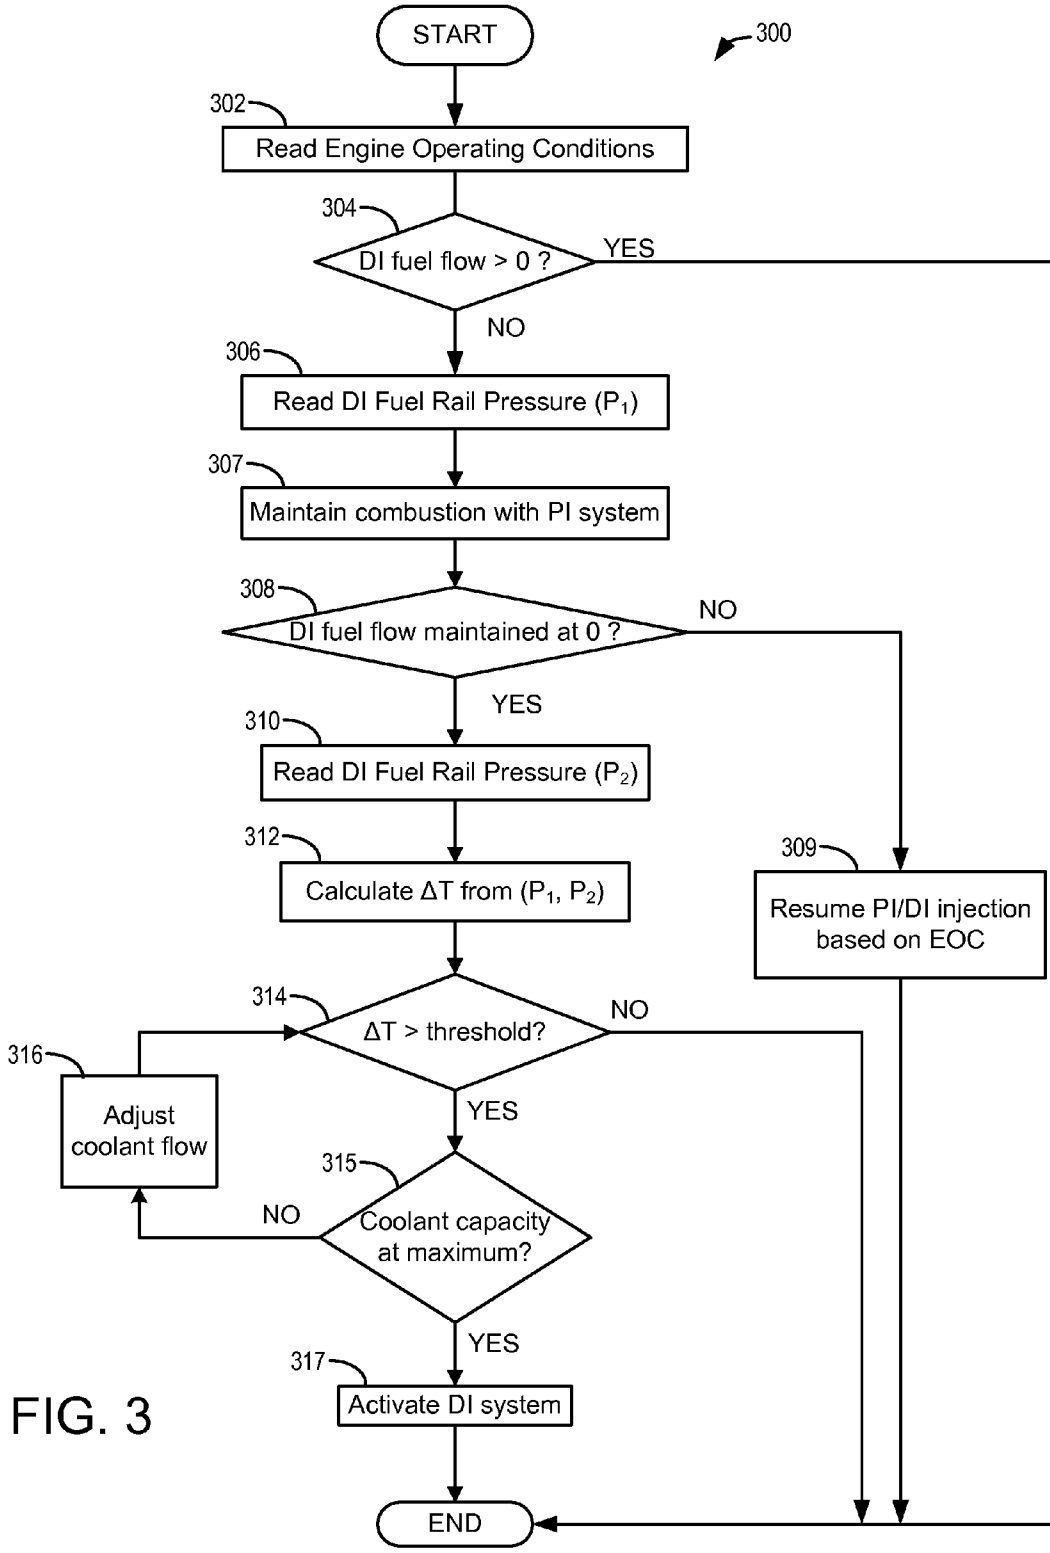 START
300
302
Read Engine Operating Conditions
304
DI fuel flow > 0 ?
YES
NO
306
Read DI Fuel Rail Pressure (P₁)
307
Maintain combustion with PI system
308
DI fuel flow maintained at 0 ?
NO
YES
310
Read DI Fuel Rail Pressure (P₂)
312
Calculate ΔT from (P₁, P₂)
309
Resume PI/DI injection
based on EOC
314
ΔT > threshold?
NO
316
Adjust
coolant flow
YES
315
Coolant capacity
at maximum?
NO
YES
317
Activate DI system
FIG. 3
END